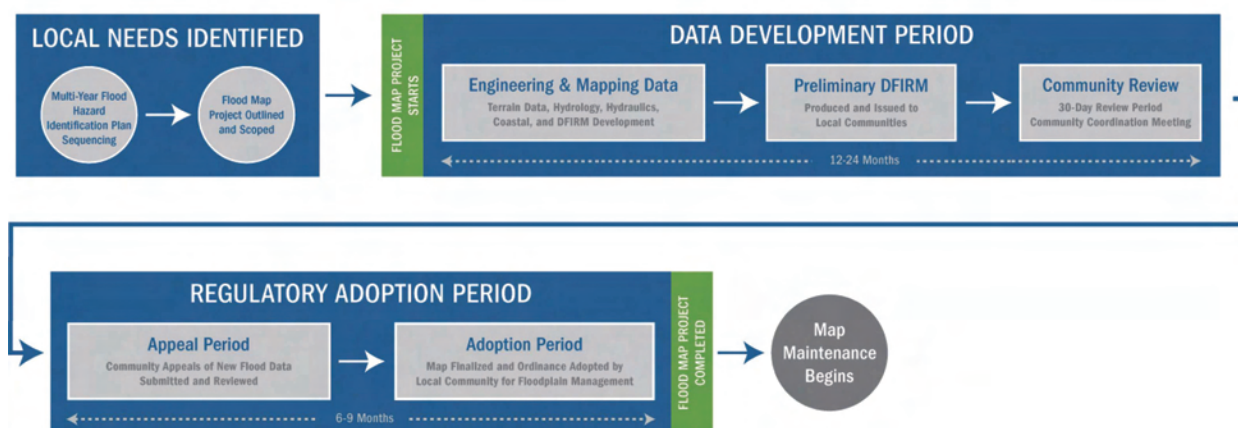 LOCAL NEEDS IDENTIFIED
Multi-Year Flood
Hazard
Identification Plan
Sequencing
Flood Map
Project Outlined
and Scoped
FLOOD MAP PROJECT
STARTS
DATA DEVELOPMENT PERIOD
Engineering & Mapping Data
Terrain Data, Hydrology, Hydraulics,
Coastal, and DFIRM Development
Preliminary DFIRM
Produced and Issued to
Local Communities
Community Review
30-Day Review Period
Community Coordination Meeting
12-24 Months
REGULATORY ADOPTION PERIOD
Appeal Period
Community Appeals of New Flood Data
Submitted and Reviewed
Adoption Period
Map Finalized and Ordinance Adopted by
Local Community for Floodplain Management
6-9 Months
FLOOD MAP PROJECT
COMPLETED
Map
Maintenance
Begins